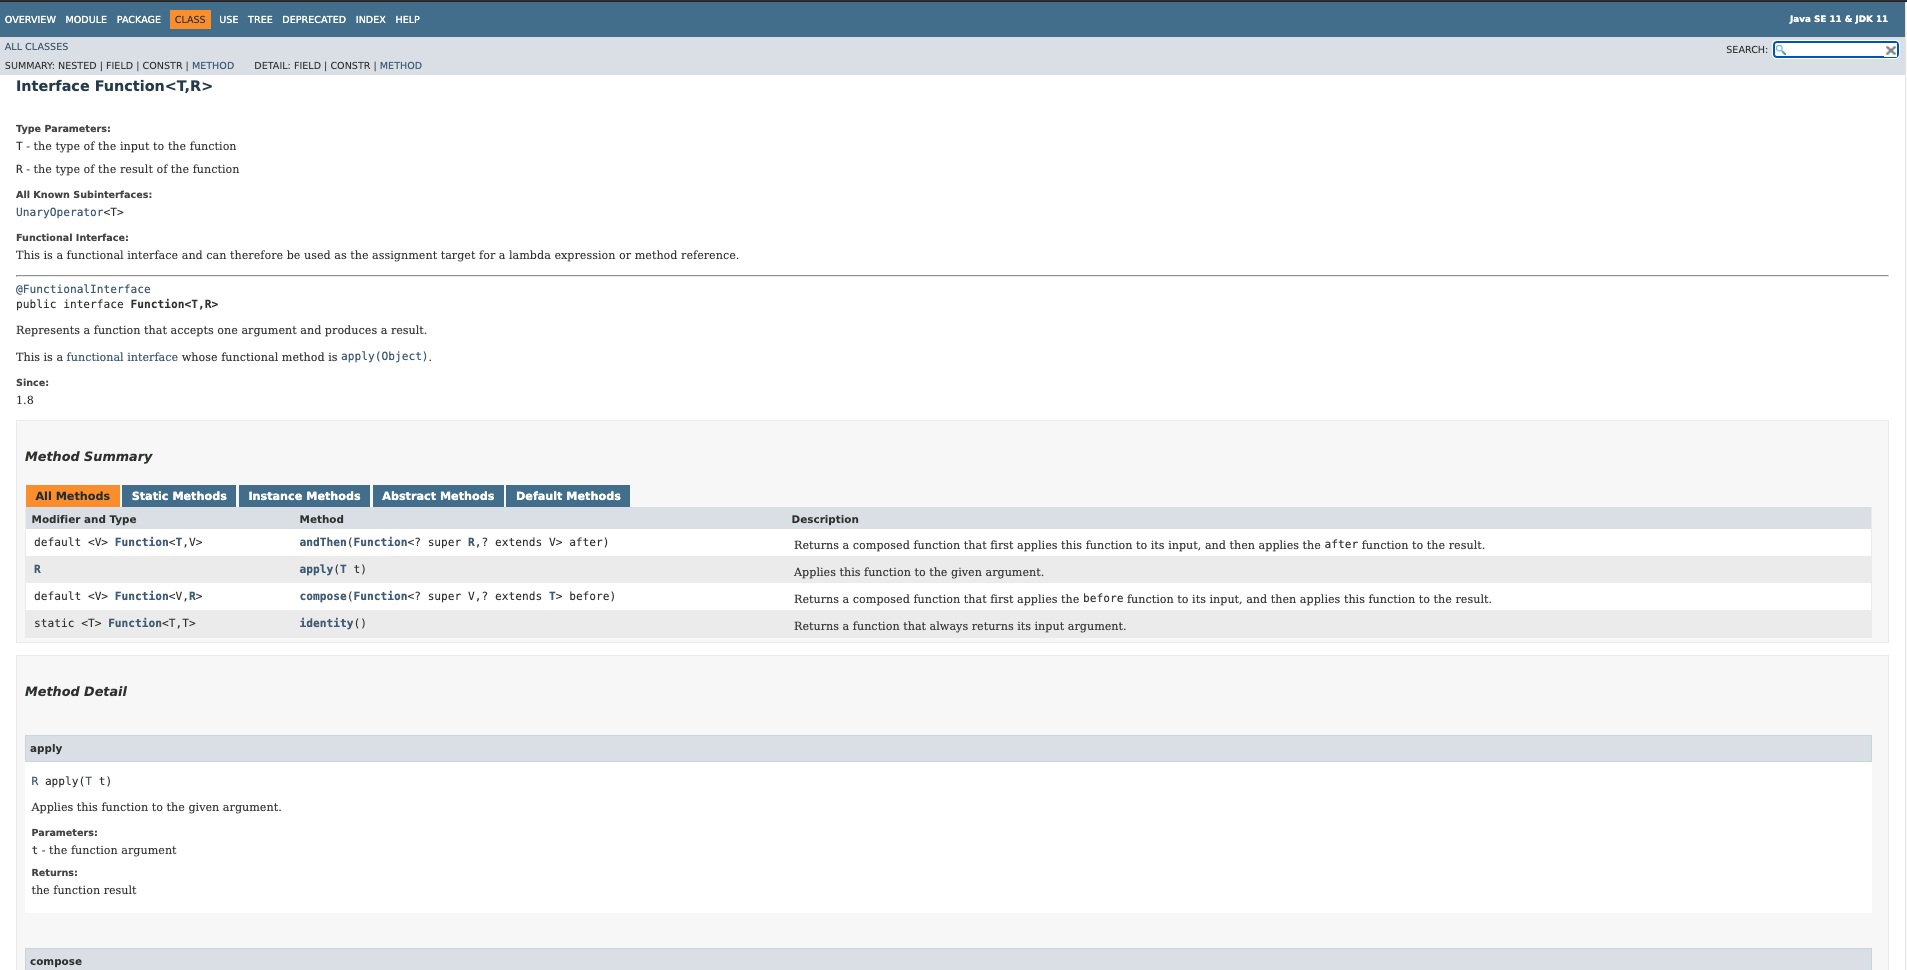 OVERVIEW MODULE PACKAGE CLASS USE TREE DEPRECATED INDEX HELP
Java SE 11 & JDK 11
ALL CLASSES
SEARCH:
SUMMARY: NESTED | FIELD | CONSTR | METHOD DETAIL: FIELD | CONSTR | METHOD
Interface Function<T,R>
Type Parameters:
T - the type of the input to the function
R - the type of the result of the function
All Known Subinterfaces:
UnaryOperator<T>
Functional Interface:
This is a functional interface and can therefore be used as the assignment target for a lambda expression or method reference.
@FunctionalInterface
public interface Function<T,R>
Represents a function that accepts one argument and produces a result.
This is a functional interface whose functional method is apply(Object).
Since:
1.8
Method Summary
All Methods Static Methods Instance Methods Abstract Methods Default Methods
Modifier and Type Method Description
default <V> Function<T,V> andThen(Function<? super R,? extends V> after) Returns a composed function that first applies this function to its input, and then applies the after function to the result.
R apply(T t) Applies this function to the given argument.
default <V> Function<V,R> compose(Function<? super V,? extends T> before) Returns a composed function that first applies the before function to its input, and then applies this function to the result.
static <T> Function<T,T> identity() Returns a function that always returns its input argument.
Method Detail
apply
R apply(T t)
Applies this function to the given argument.
Parameters:
t - the function argument
Returns:
the function result
compose